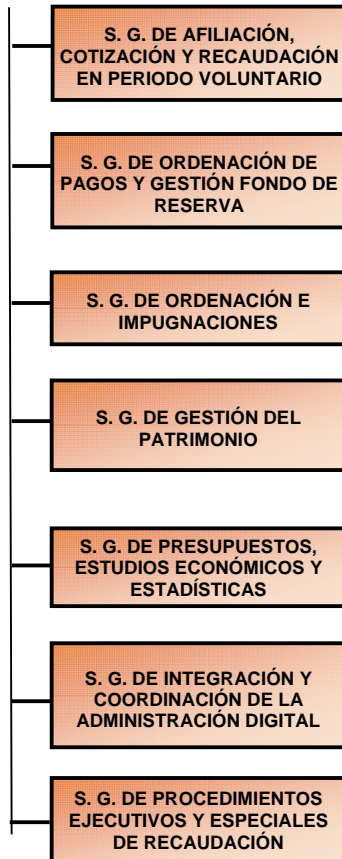 S. G. DE AFILIACIÓN,
COTIZACIÓN Y RECAUDACIÓN
EN PERIODO VOLUNTARIO
S. G. DE ORDENACIÓN DE
PAGOS Y GESTIÓN FONDO DE
RESERVA
S. G. DE ORDENACIÓN E
IMPUGNACIONES
S. G. DE GESTIÓN DEL
PATRIMONIO
S. G. DE PRESUPUESTOS,
ESTUDIOS ECONÓMICOS Y
ESTADÍSTICAS
S. G. DE INTEGRACIÓN Y
COORDINACIÓN DE LA
ADMINISTRACIÓN DIGITAL
S. G. DE PROCEDIMIENTOS
EJECUTIVOS Y ESPECIALES
DE RECAUDACIÓN